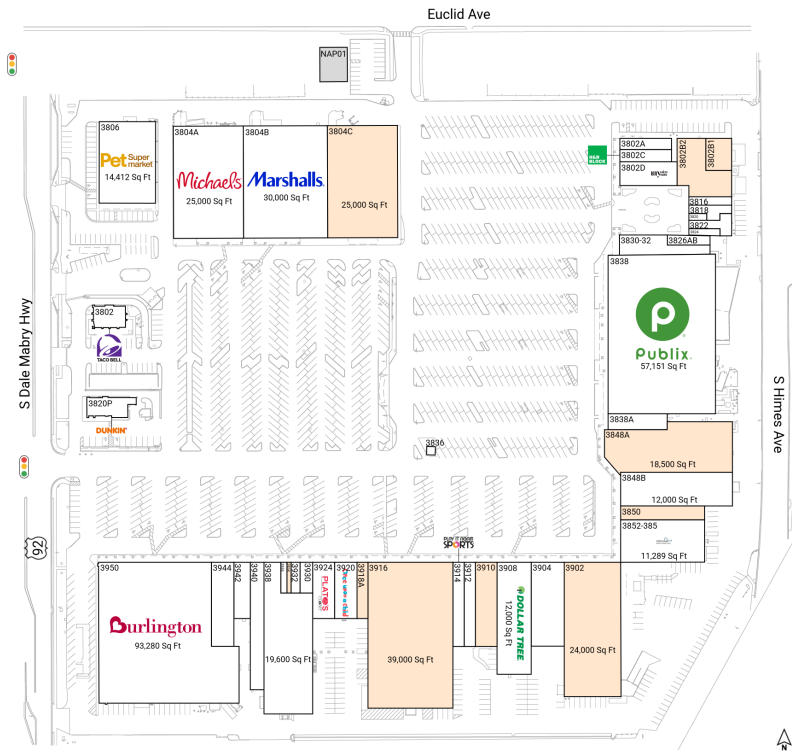 Euclid Ave
NAP01
3806
Pet Super
market
14,412 Sq Ft
3804A
Michaels
25,000 Sq Ft
3804B
Marshalls
30,000 Sq Ft
3804C
25,000 Sq Ft
H&R
BLOCK
3802A
3802C
3802D
3802B2
3802B1
3816
3818
3822
3830-32
3826AB
3838
Publix
57,151 Sq Ft
S Dale Mabry Hwy
3802
TACO BELL
3820P
DUNKIN'
S Himes Ave
3836
3838A
3848A
18,500 Sq Ft
3848B
12,000 Sq Ft
3850
3852-385
11,289 Sq Ft
92
PLAY IT AGAIN
SPORTS
3950
Burlington
93,280 Sq Ft
3944
3942
3940
3938
19,600 Sq Ft
3932
3930
3924
PLATO'S
3920
once upon a child
3918A
3916
39,000 Sq Ft
3914
3912
3910
3908
DOLLAR TREE
12,000 Sq Ft
3904
3902
24,000 Sq Ft
N